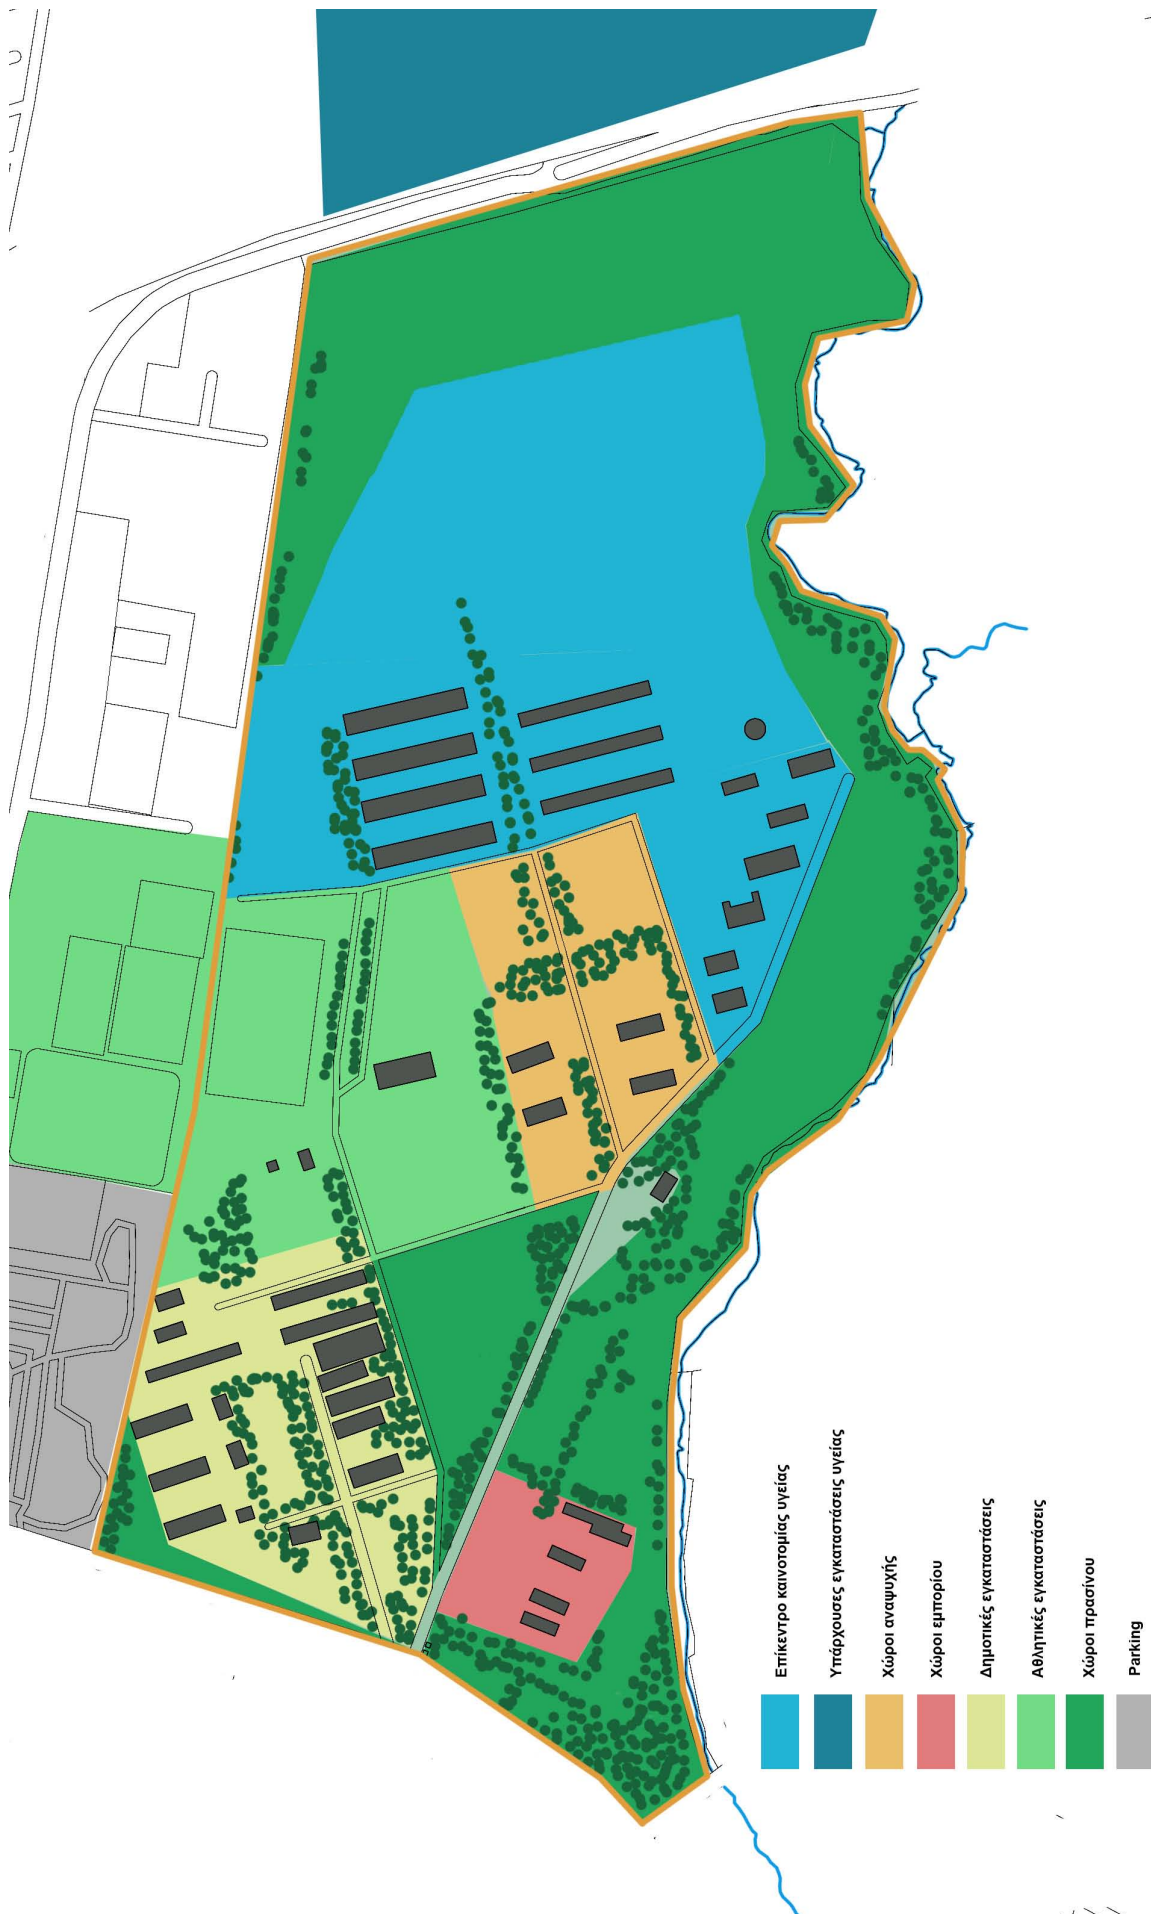 Επίκεντρο καινοτομίας υγείας
Υπάρχουσες εγκαταστάσεις υγείας
Χώροι αναψυχής
Χώροι εμπορίου
Δημοτικές εγκαταστάσεις
Αθλητικές εγκαταστάσεις
Χώροι πρασίνου
Parking